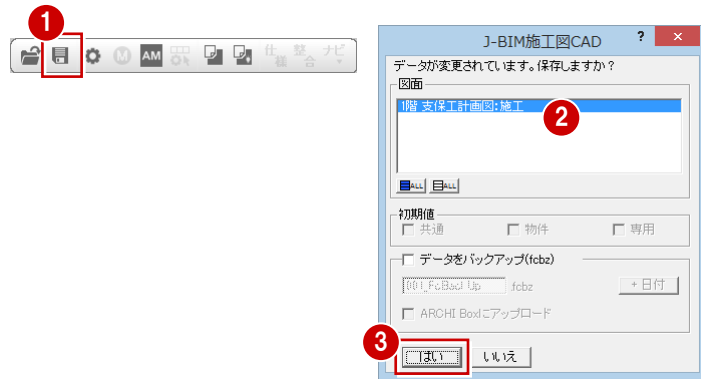 1
M
AM
仕様
整合
ナビ
J-BIM施工図CAD
? ×
データが変更されています。保存しますか？
図面
1階 支保工計画図:施工
2
ALL ALL
初期値
共通 物件 専用
データをバックアップ(fcbz)
001_FcBackUp .fcbz +日付
ARCHI Boxにアップロード
3
はい いいえ